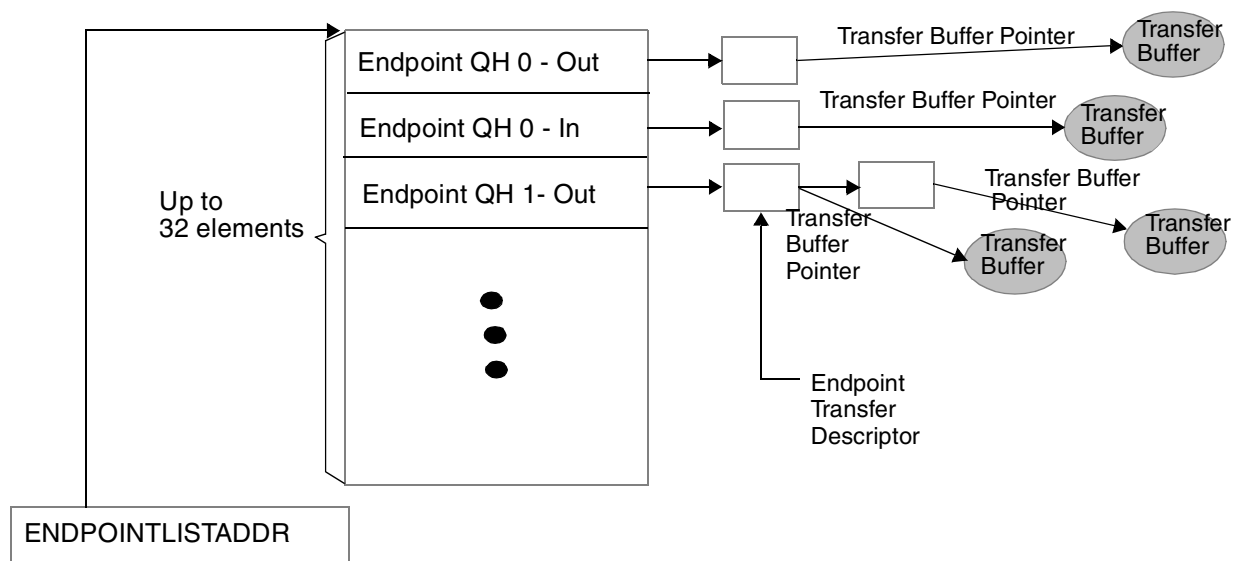 Endpoint QH 0 - Out
Transfer Buffer Pointer
Transfer
Buffer
Endpoint QH 0 - In
Transfer Buffer Pointer
Transfer
Buffer
Up to
32 elements
Endpoint QH 1- Out
Transfer Buffer
Pointer
Transfer
Buffer
Transfer
Buffer
Pointer
Transfer
Buffer
Endpoint
Transfer
Descriptor
ENDPOINTLISTADDR